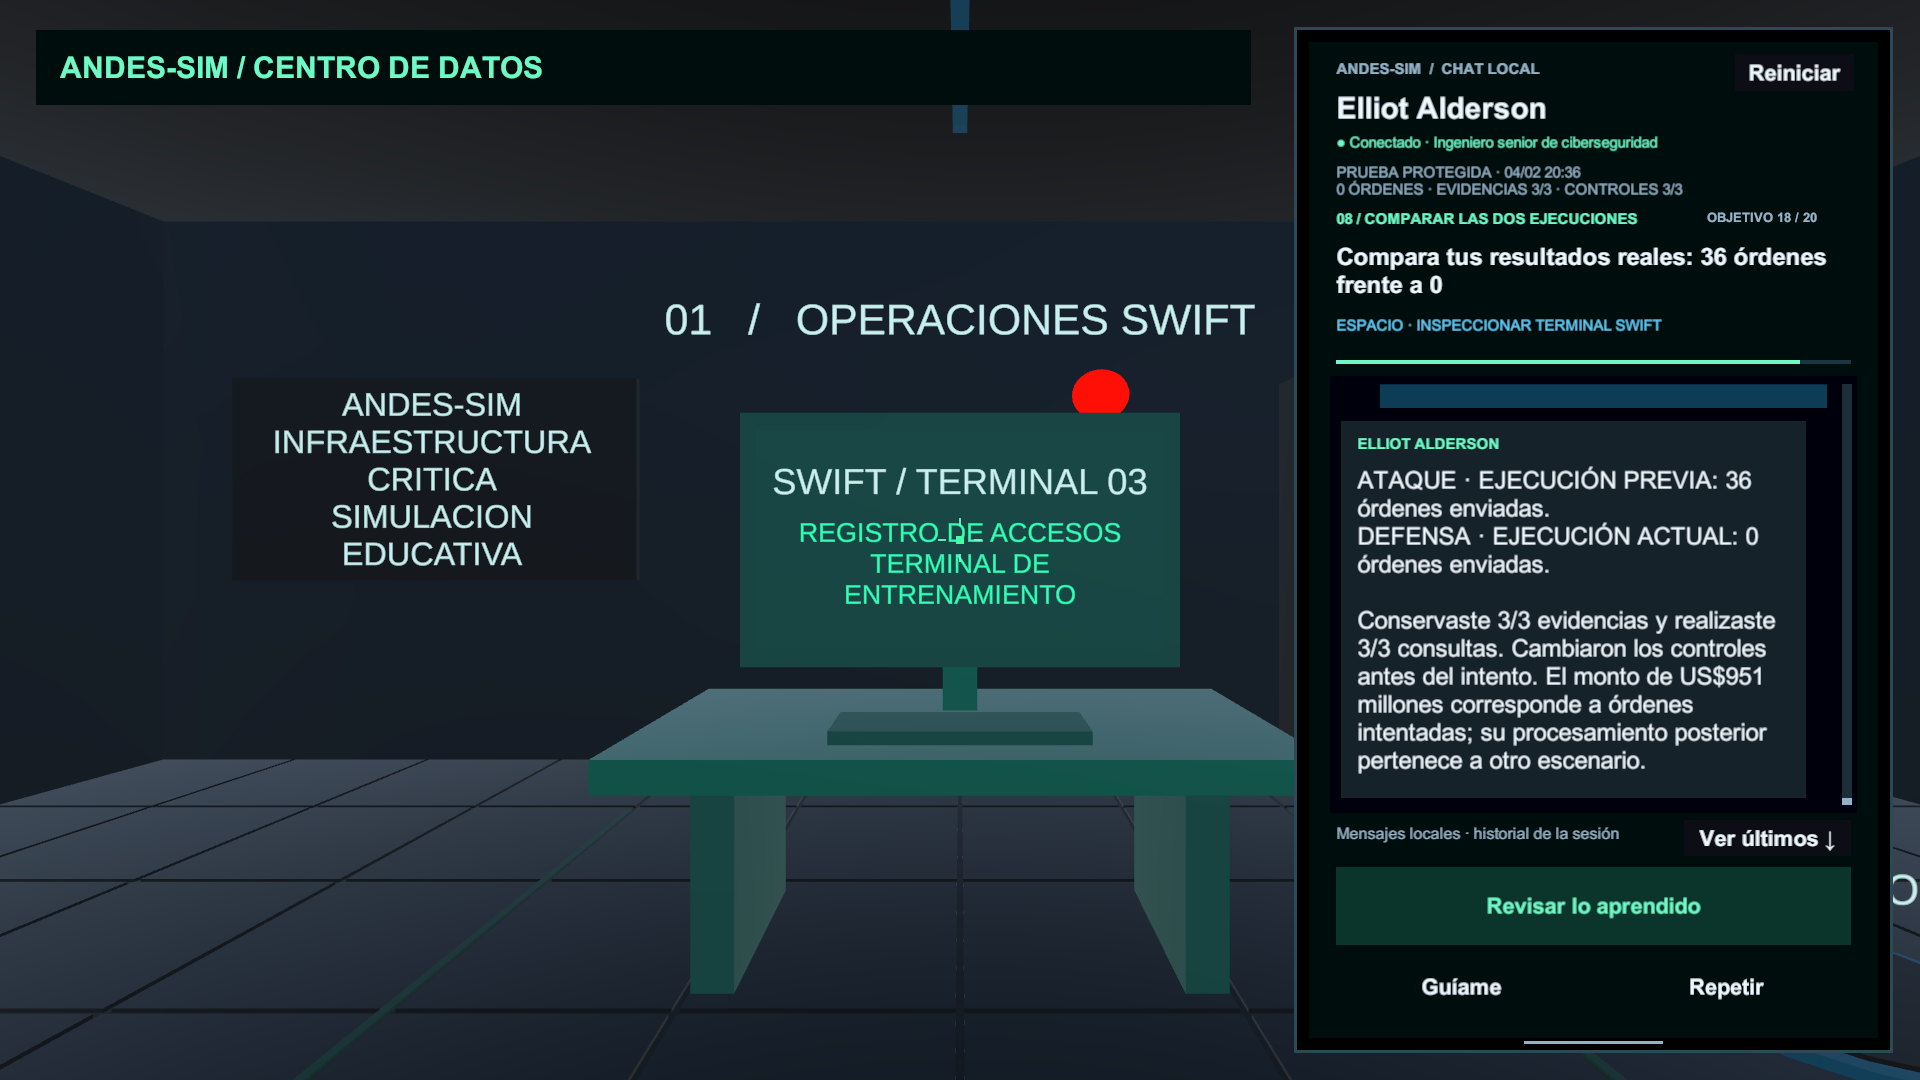 ANDES-SIM / CENTRO DE DATOS
01 / OPERACIONES SWIFT
ANDES-SIM
INFRAESTRUCTURA
CRITICA
SIMULACION
EDUCATIVA
SWIFT / TERMINAL 03
REGISTRO DE ACCESOS
TERMINAL DE
ENTRENAMIENTO
ANDES-SIM / CHAT LOCAL
Reiniciar
Elliot Alderson
● Conectado · Ingeniero senior de ciberseguridad
PRUEBA PROTEGIDA · 04/02 20:36
0 ÓRDENES · EVIDENCIAS 3/3 · CONTROLES 3/3
08 / COMPARAR LAS DOS EJECUCIONES
OBJETIVO 18 / 20
Compara tus resultados reales: 36 órdenes
frente a 0
ESPACIO · INSPECCIONAR TERMINAL SWIFT
ELLIOT ALDERSON
ATAQUE · EJECUCIÓN PREVIA: 36
órdenes enviadas.
DEFENSA · EJECUCIÓN ACTUAL: 0
órdenes enviadas.
Conservaste 3/3 evidencias y realizaste
3/3 consultas. Cambiaron los controles
antes del intento. El monto de US$951
millones corresponde a órdenes
intentadas; su procesamiento posterior
pertenece a otro escenario.
Mensajes locales · historial de la sesión
Ver últimos ↓
Revisar lo aprendido
Guíame
Repetir